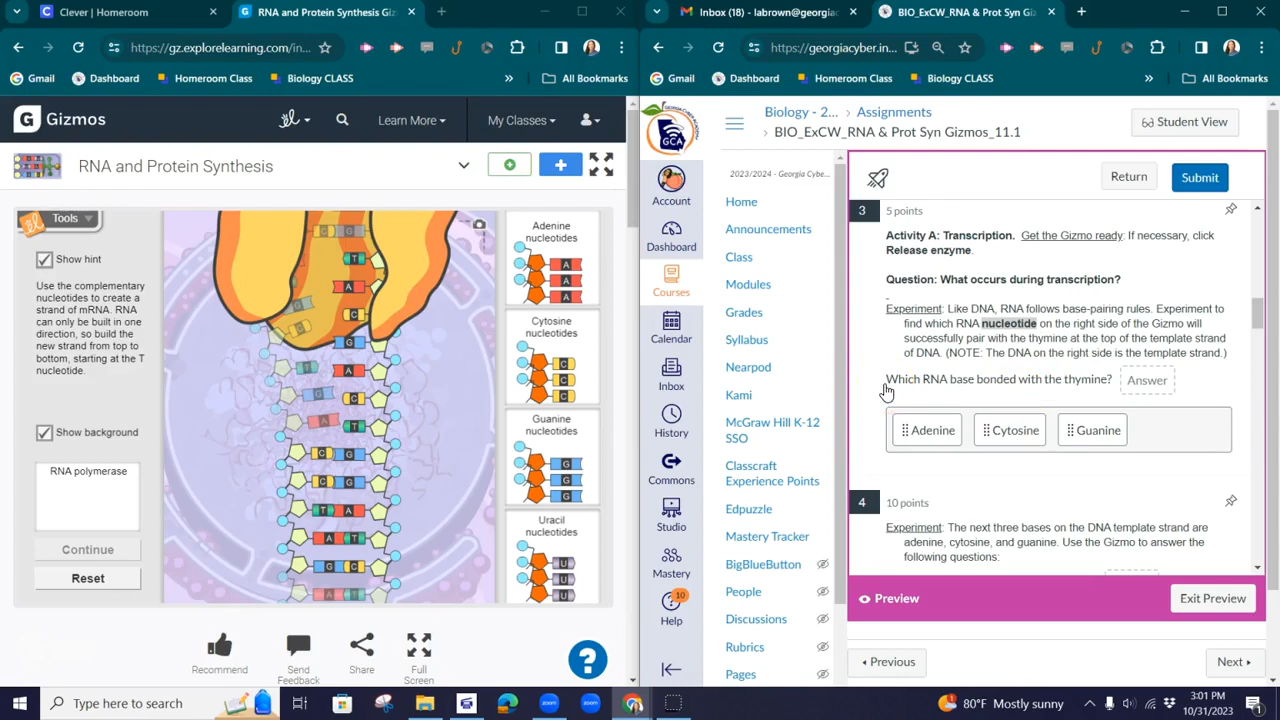 Clever | Homeroom
RNA and Protein Synthesis Gi
Inbox (18) - labrown@georgia
BIO_ExCW_RNA & Prot Syn Gi
https://gz.explorelearning.com/in...
https://georgiacyber.in...
Gmail
Dashboard
Homeroom Class
Biology CLASS
»
All Bookmarks
Gmail
Dashboard
Homeroom Class
Biology CLASS
»
All Bookmarks
G Gizmos
Learn More
My Classes
RNA and Protein Synthesis
Tools
Show hint
Use the complementary
nucleotides to create a
strand of mRNA. RNA
can only be built in one
direction, so build the
new strand from top to
bottom, starting at the T
nucleotide.
Show background
RNA polymerase
Continue
Reset
C G
T
A
C
G
A
G
A
G
C
A T
C G
C G
T A
A T
G C
A A
Adenine
nucleotides
A
A
A
Cytosine
nucleotides
C
C
C
Guanine
nucleotides
G
G
G
Uracil
nucleotides
U
U
U
Recommend
Send
Feedback
Share
Full
Screen
?
GCA
Account
Dashboard
Courses
Calendar
Inbox
History
Commons
Studio
Mastery
10
Help
Biology - 2... › Assignments
› BIO_ExCW_RNA & Prot Syn Gizmos_11.1
Student View
2023/2024 - Georgia Cybe...
Home
Announcements
Class
Modules
Grades
Syllabus
Nearpod
Kami
McGraw Hill K-12
SSO
Classcraft
Experience Points
Edpuzzle
Mastery Tracker
BigBlueButton
People
Discussions
Rubrics
Pages
Return
Submit
3
5 points
Activity A: Transcription. Get the Gizmo ready: If necessary, click
Release enzyme.
Question: What occurs during transcription?
Experiment: Like DNA, RNA follows base-pairing rules. Experiment to
find which RNA nucleotide on the right side of the Gizmo will
successfully pair with the thymine at the top of the template strand
of DNA. (NOTE: The DNA on the right side is the template strand.)
Which RNA base bonded with the thymine? Answer
Adenine
Cytosine
Guanine
4
10 points
Experiment: The next three bases on the DNA template strand are
adenine, cytosine, and guanine. Use the Gizmo to answer the
following questions:
Preview
Exit Preview
Previous
Next
Type here to search
80°F Mostly sunny
3:01 PM
10/31/2023
1